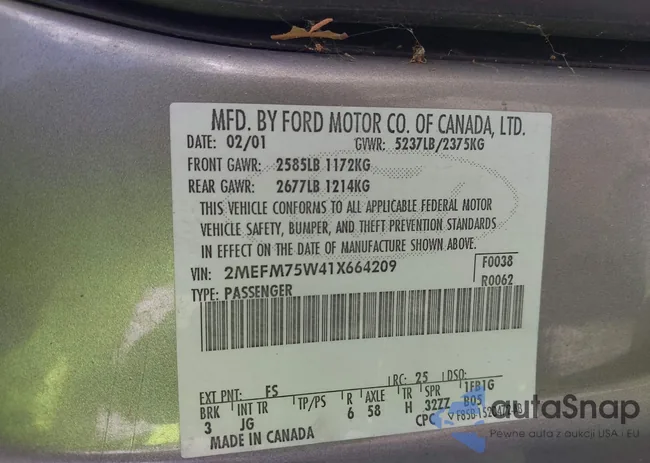 MFD. BY FORD MOTOR CO. OF CANADA, LTD.
DATE: 02/01 GVWR: 5237LB/2375KG
FRONT GAWR: 2585LB 1172KG
REAR GAWR: 2677LB 1214KG
THIS VEHICLE CONFORMS TO ALL APPLICABLE FEDERAL MOTOR
VEHICLE SAFETY, BUMPER, AND THEFT PREVENTION STANDARDS
IN EFFECT ON THE DATE OF MANUFACTURE SHOWN ABOVE.
VIN: 2MEFM75W41X664209 F0038
TYPE: PASSENGER R0062
EXT PNT: FS RC: 25 DSO: 1FB1G
BRK INT TR TP/PS R AXLE TR SPR B05
3 JG 6 58 H 3277
CPC
MADE IN CANADA
autaSnap
Pewne auta z aukcji USA i EU